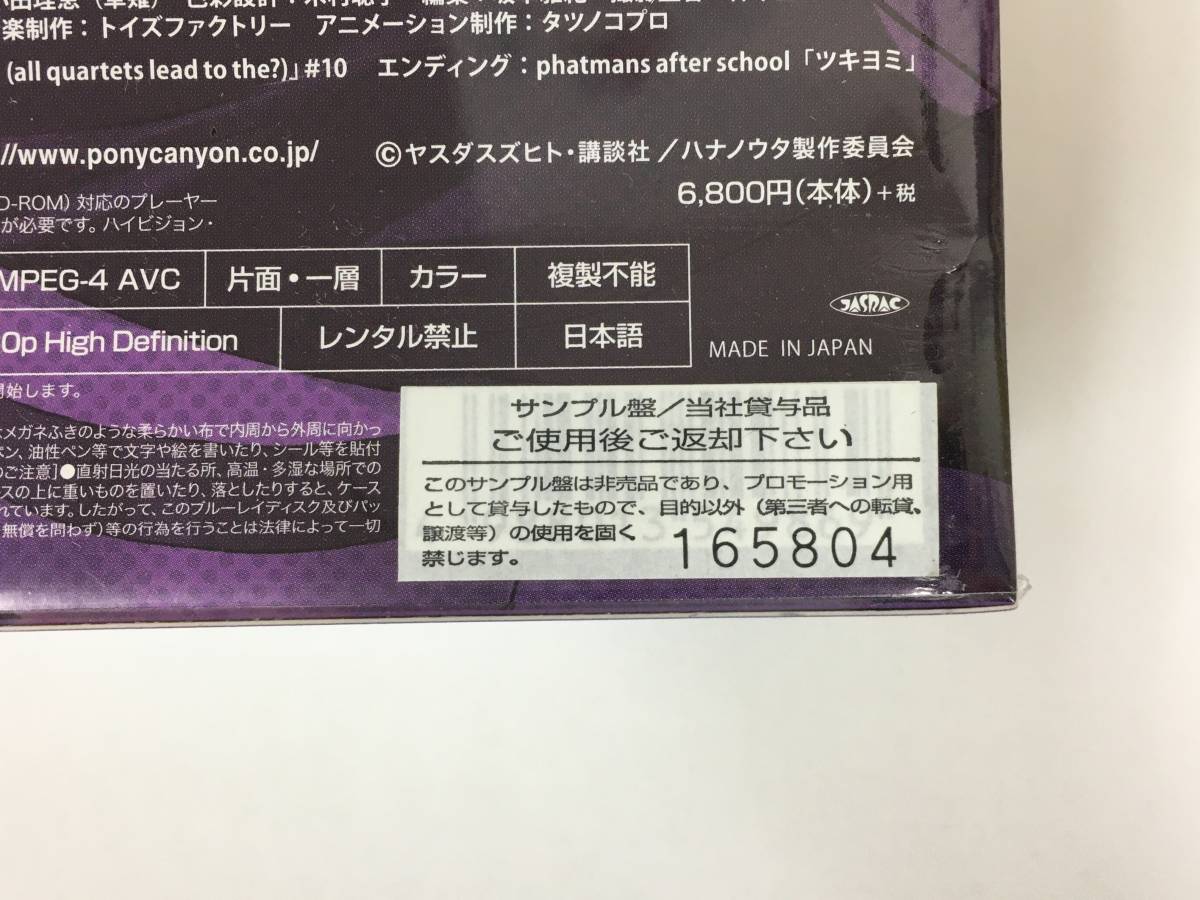 楽制作：トイズファクトリー　アニメーション制作：タツノコプロ
(all quartets lead to the?)」#10　エンディング：phatmans after school「ツキヨミ」
//www.ponycanyon.co.jp/　©ヤスダスズヒト・講談社／ハナノウタ製作委員会
6,800円(本体)+税
D-ROM) 対応のプレーヤー
が必要です。ハイビジョン・
MPEG-4 AVC　片面・一層　カラー　複製不能
0p High Definition　レンタル禁止　日本語
JASRAC
MADE IN JAPAN
開始します。
メガネふきのような柔らかい布で内周から外周に向かっ
ペン、油性ペン等で文字や絵を書いたり、シール等を貼付
のご注意]●直射日光の当たる所、高温・多湿な場所での
スの上に重いものを置いたり、落としたりすると、ケース
れています。したがって、このブルーレイディスク及びパッ
無償を問わず)等の行為を行うことは法律によって一切
サンプル盤／当社貸与品
ご使用後ご返却下さい
このサンプル盤は非売品であり、プロモーション用
として貸与したもので、目的以外（第三者への転貸、
譲渡等）の使用を固く
禁じます。
165804